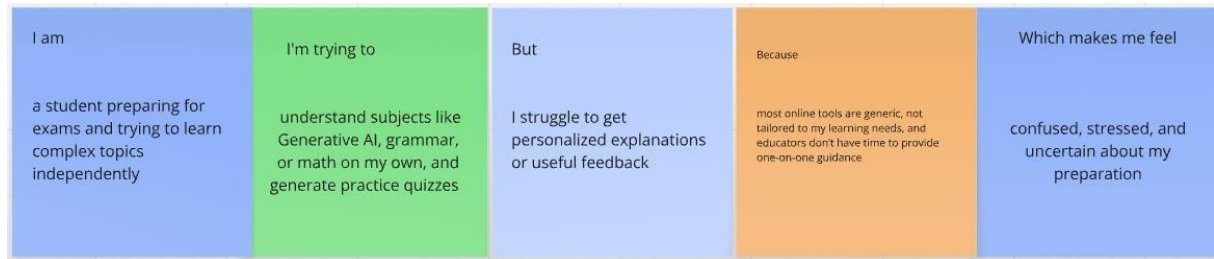 I am
a student preparing for
exams and trying to learn
complex topics
independently
I'm trying to
understand subjects like
Generative AI, grammar,
or math on my own, and
generate practice quizzes
But
I struggle to get
personalized explanations
or useful feedback
Because
most online tools are generic, not
tailored to my learning needs, and
educators don't have time to provide
one-on-one guidance
Which makes me feel
confused, stressed, and
uncertain about my
preparation